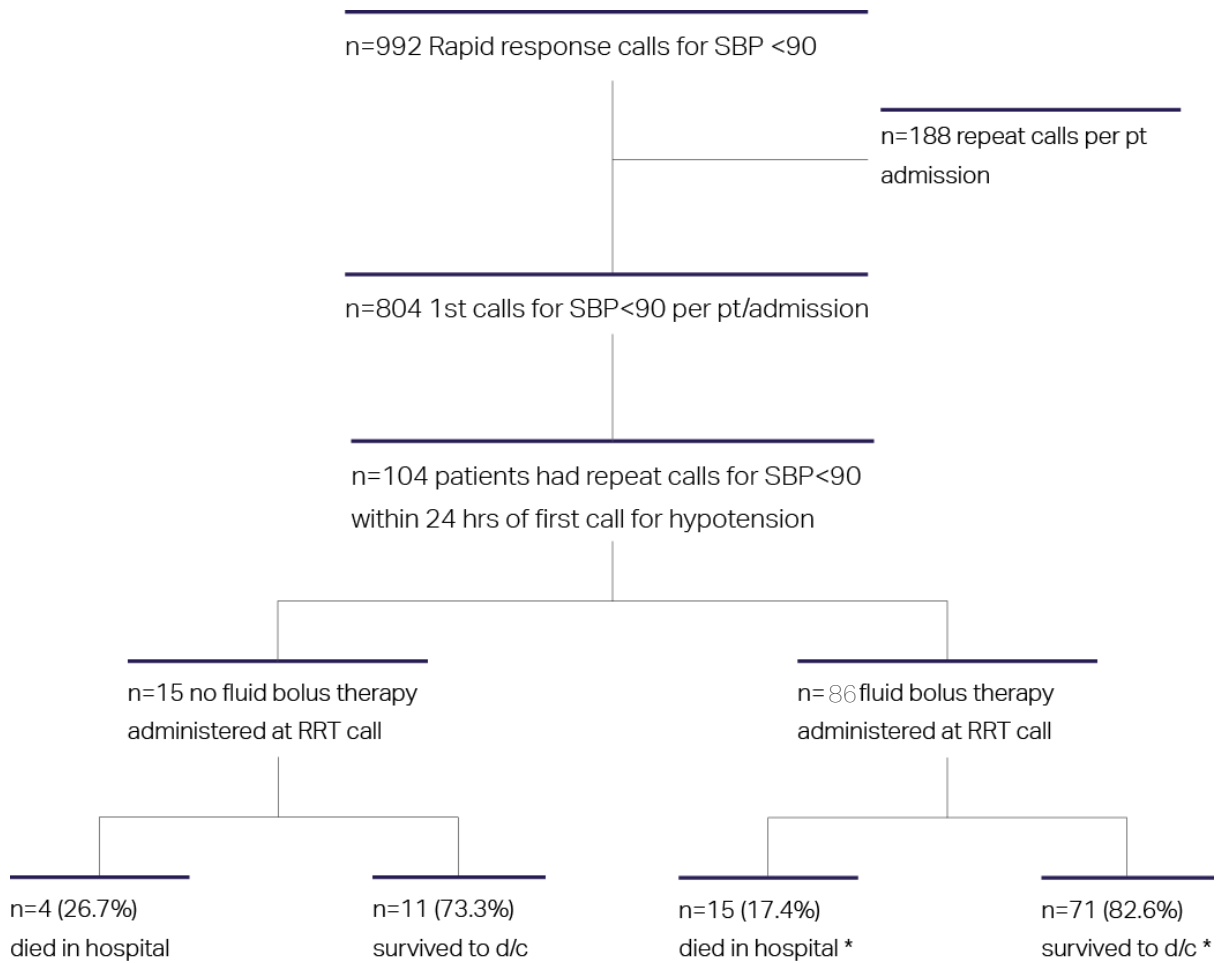 n=992 Rapid response calls for SBP <90
n=188 repeat calls per pt
admission
n=804 1st calls for SBP<90 per pt/admission
n=104 patients had repeat calls for SBP<90
within 24 hrs of first call for hypotension
n=15 no fluid bolus therapy
administered at RRT call
n=86 fluid bolus therapy
administered at RRT call
n=4 (26.7%)
died in hospital
n=11 (73.3%)
survived to d/c
n=15 (17.4%)
died in hospital *
n=71 (82.6%)
survived to d/c *